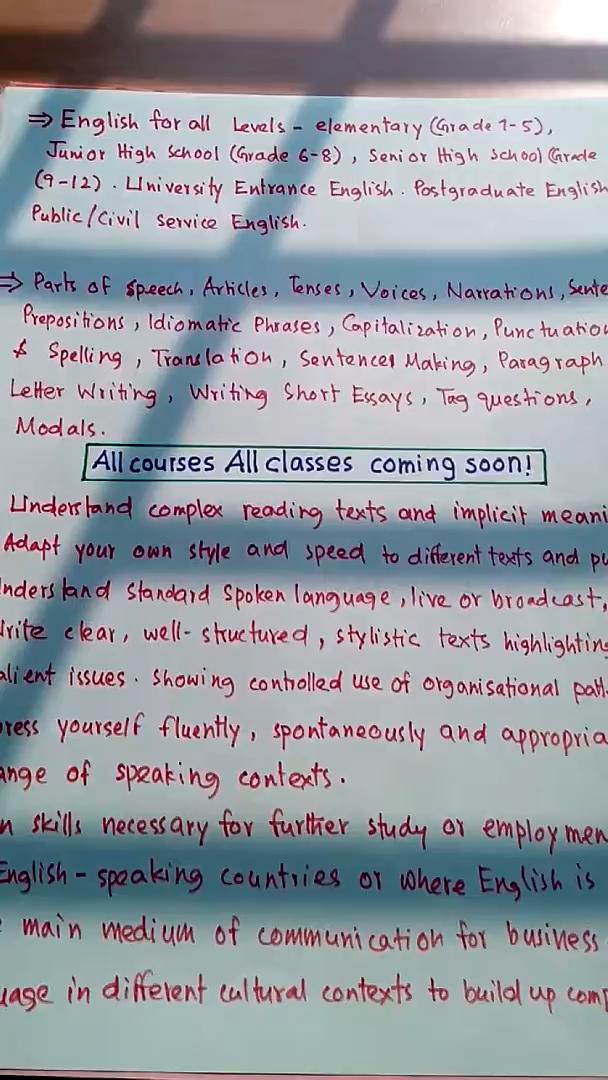 ⇒ English for all Levels - elementary (Grade 1-5),
Junior High School (Grade 6-8), Senior High School (Grade
(9-12). University Entrance English. Postgraduate English
Public/Civil Service English.
⇒ Parts of Speech, Articles, Tenses, Voices, Narrations, Sente
Prepositions, Idiomatic Phrases, Capitalization, Punctuation
& Spelling, Translation, Sentences Making, Paragraph
Letter Writing, Writing Short Essays, Tag questions,
Modals.
All courses All classes coming soon!
Understand complex reading texts and implicit meani
Adapt your own style and speed to different texts and pu
nderstand standard spoken language, live or broadcast,
rite clear, well-structured, stylistic texts highlighting
alient issues. Showing controlled use of organisational patt
ress yourself fluently, spontaneously and appropria
ange of speaking contexts.
n skills necessary for further study or employmen
English-speaking countries or where English is
main medium of communication for business
uage in different cultural contexts to build up comp